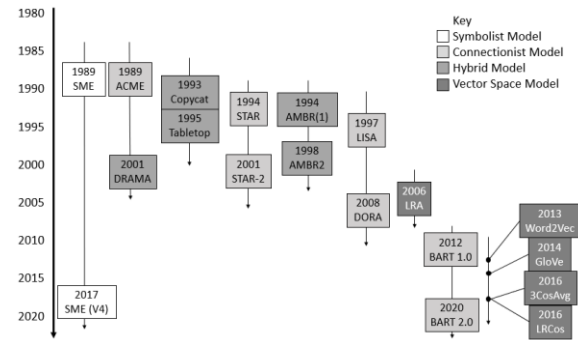 1980
1985
1990
1995
2000
2005
2010
2015
2020
Key
Symbolist Model
Connectionist Model
Hybrid Model
Vector Space Model
1989
SME
2017
SME (V4)
1989
ACME
2001
DRAMA
1993
Copycat
1995
Tabletop
1994
STAR
2001
STAR-2
1994
AMBR(1)
1998
AMBR2
1997
LISA
2008
DORA
2006
LRA
2012
BART 1.0
2020
BART 2.0
2013
Word2Vec
2014
GloVe
2016
3CosAvg
2016
LRCos